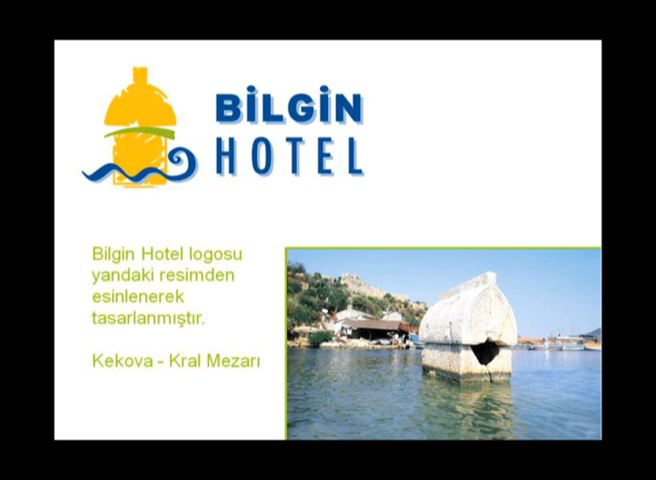 BİLGİN
HOTEL
Bilgin Hotel logosu
yandaki resimden
esinlenerek
tasarlanmıştır.
Kekova - Kral Mezarı